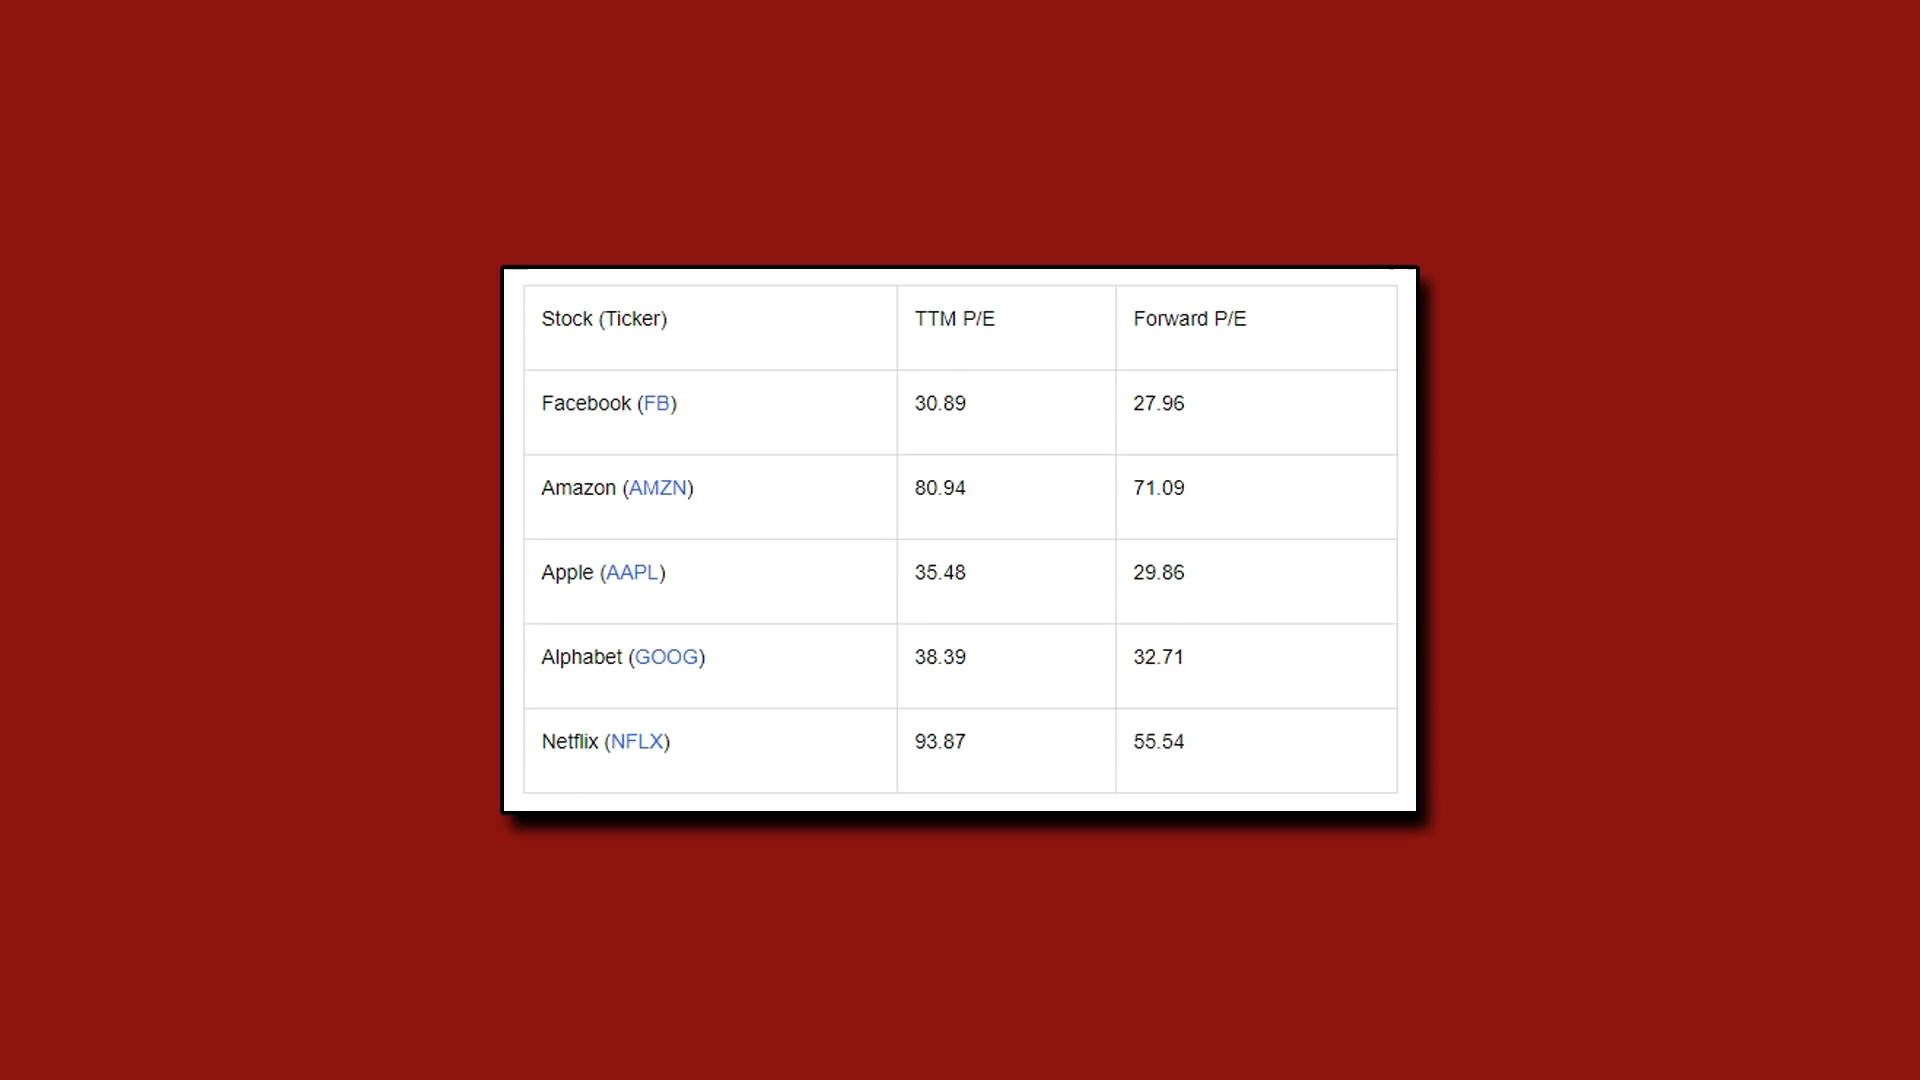 Stock (Ticker) TTM P/E Forward P/E
Facebook (FB) 30.89 27.96
Amazon (AMZN) 80.94 71.09
Apple (AAPL) 35.48 29.86
Alphabet (GOOG) 38.39 32.71
Netflix (NFLX) 93.87 55.54